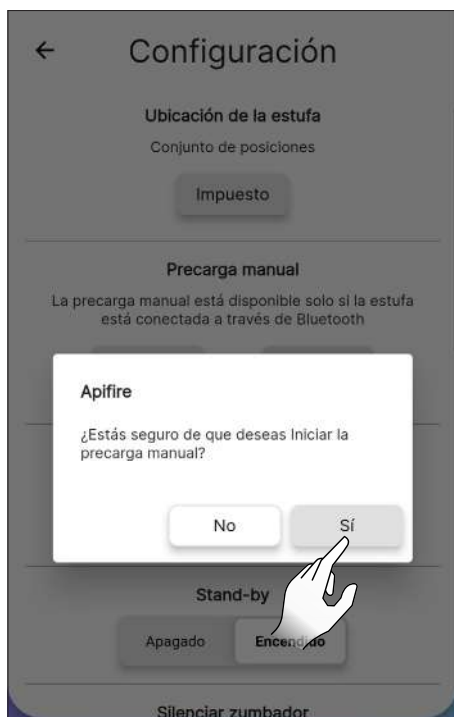 Configuración
Ubicación de la estufa
Conjunto de posiciones
Impuesto
Precarga manual
La precarga manual está disponible solo si la estufa
está conectada a través de Bluetooth
Apifire
¿Estás seguro de que deseas Iniciar la
precarga manual?
No
Sí
Stand-by
Apagado
Encendido
Silenciar zumbador